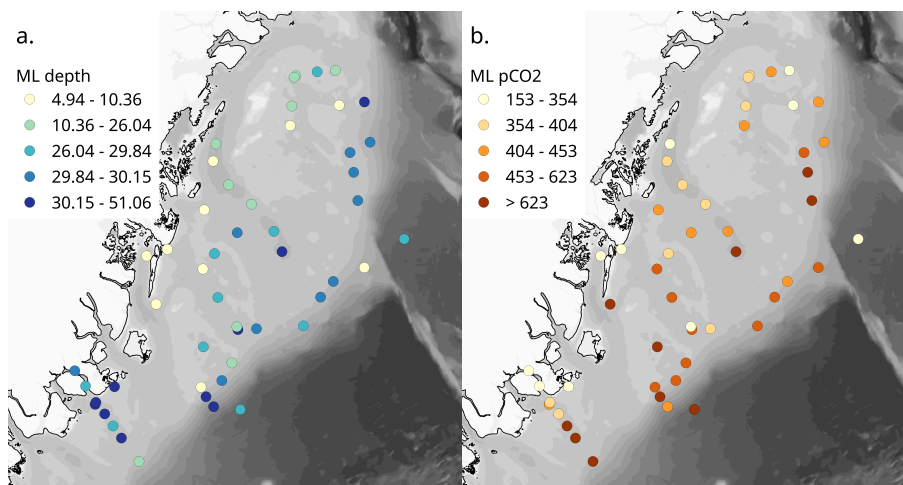 a.
ML depth
4.94 - 10.36
10.36 - 26.04
26.04 - 29.84
29.84 - 30.15
30.15 - 51.06
b.
ML pCO2
153 - 354
354 - 404
404 - 453
453 - 623
> 623